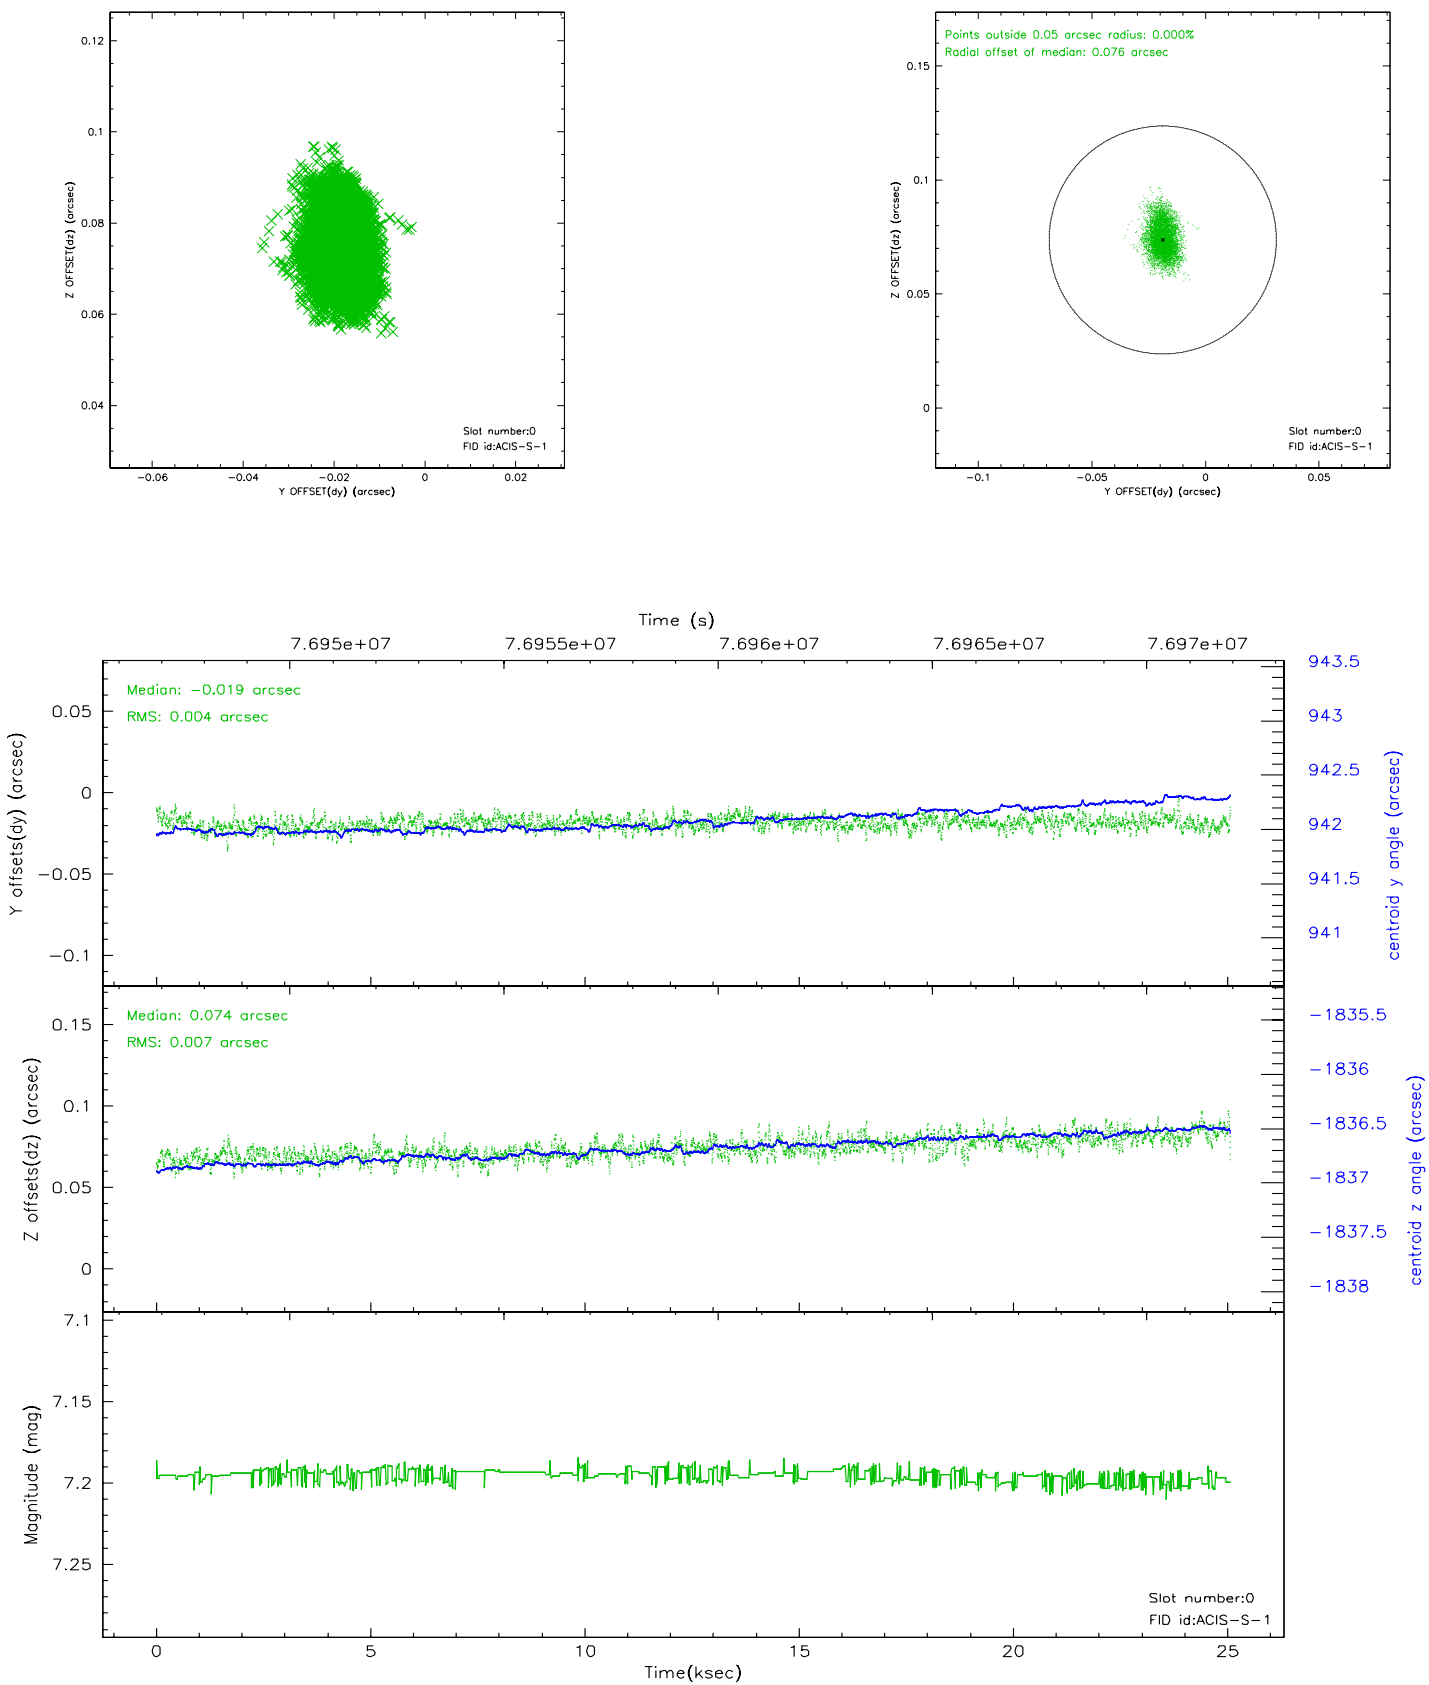 0.12
0.1
0.08
0.06
0.04
Z OFFSET(dz) (arcsec)
Slot number:0
FID id:ACIS-S-1
-0.06
-0.04
-0.02
0
0.02
Y OFFSET(dy) (arcsec)
Points outside 0.05 arcsec radius: 0.000%
Radial offset of median: 0.076 arcsec
0.15
0.1
0.05
0
Z OFFSET(dz) (arcsec)
Slot number:0
FID id:ACIS-S-1
-0.1
-0.05
0
0.05
Y OFFSET(dy) (arcsec)
Time (s)
7.695e+07
7.6955e+07
7.696e+07
7.6965e+07
7.697e+07
Median: -0.019 arcsec
RMS: 0.004 arcsec
0.05
0
-0.05
-0.1
Y offsets(dy) (arcsec)
943.5
943
942.5
942
941.5
941
centroid y angle (arcsec)
Median: 0.074 arcsec
RMS: 0.007 arcsec
0.15
0.1
0.05
0
Z offsets(dz) (arcsec)
-1835.5
-1836
-1836.5
-1837
-1837.5
-1838
centroid z angle (arcsec)
7.1
7.15
7.2
7.25
Magnitude (mag)
Slot number:0
FID id:ACIS-S-1
0
5
10
15
20
25
Time(ksec)